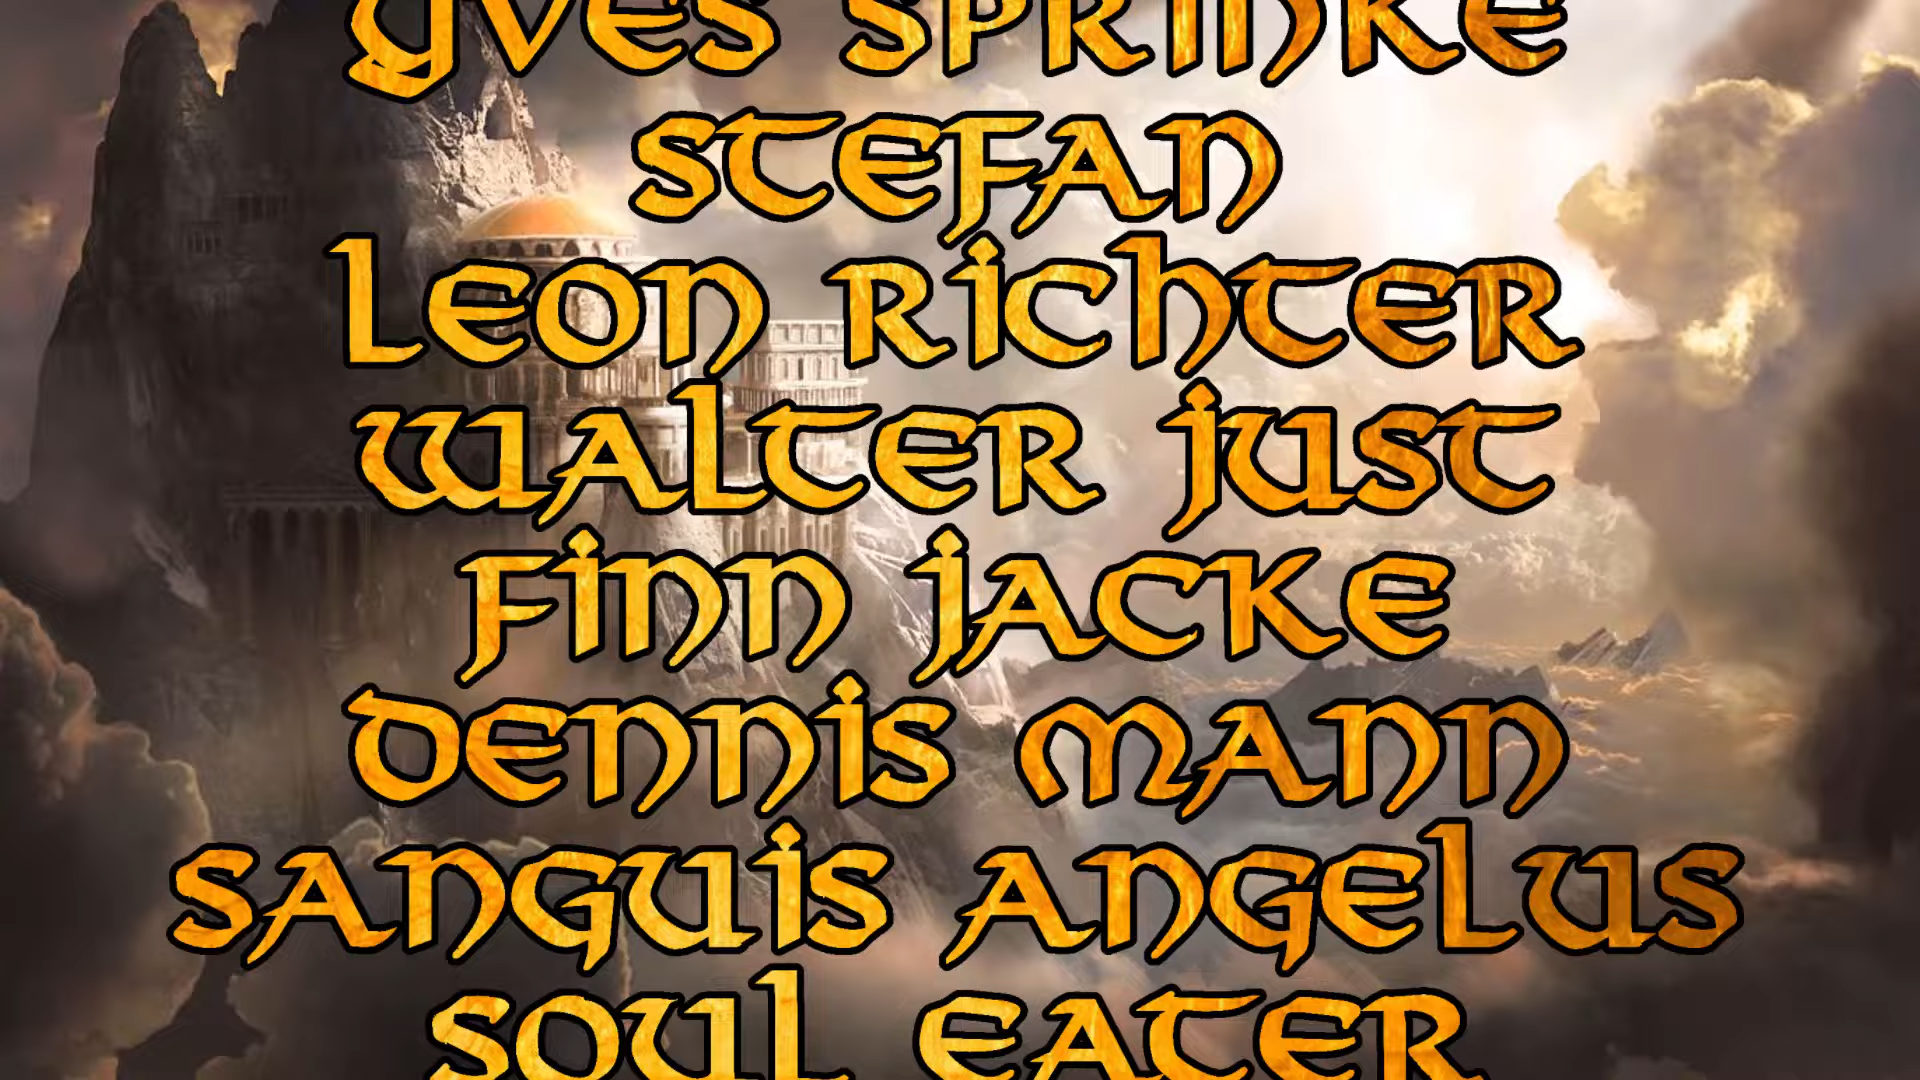 Yves Sprinke
Stefan
Leon Richter
Walter Just
Finn Jacke
Dennis Mann
Sanguis Angelus
Soul Eater